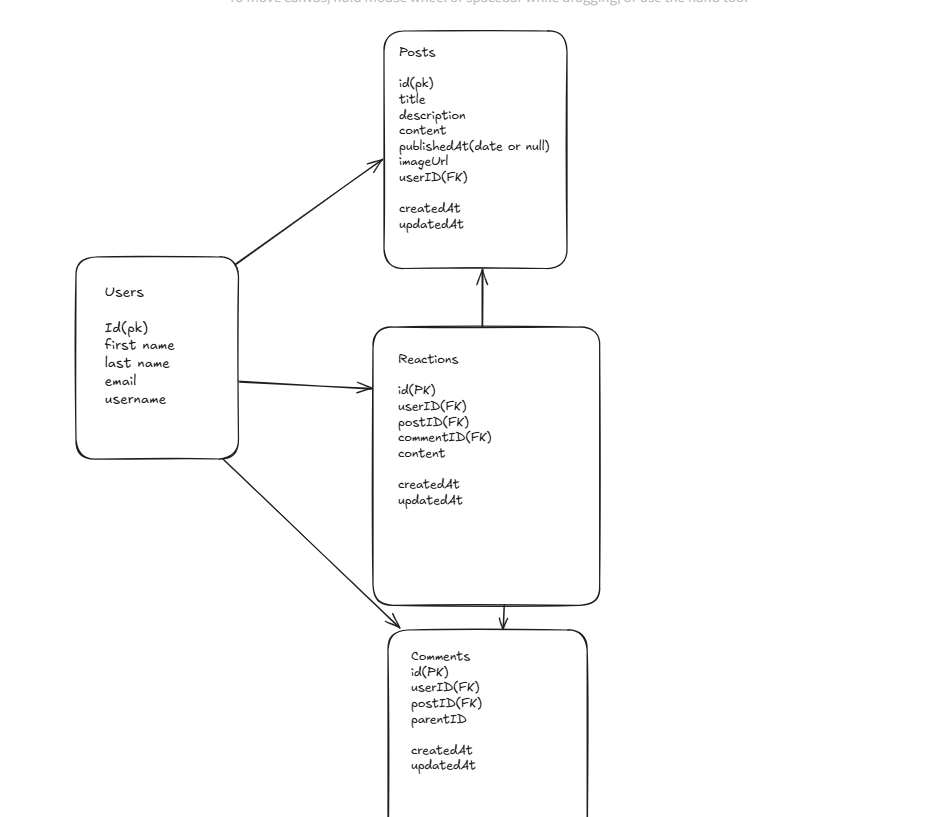 To move canvas, hold mouse wheel or spacebar while dragging, or use the hand tool
Posts
id(pk)
title
description
content
publishedAt(date or null)
imageUrl
userID(FK)
createdAt
updatedAt
Users
Id(pk)
first name
last name
email
username
Reactions
id(PK)
userID(FK)
postID(FK)
commentID(FK)
content
createdAt
updatedAt
Comments
id(PK)
userID(FK)
postID(FK)
parentID
createdAt
updatedAt